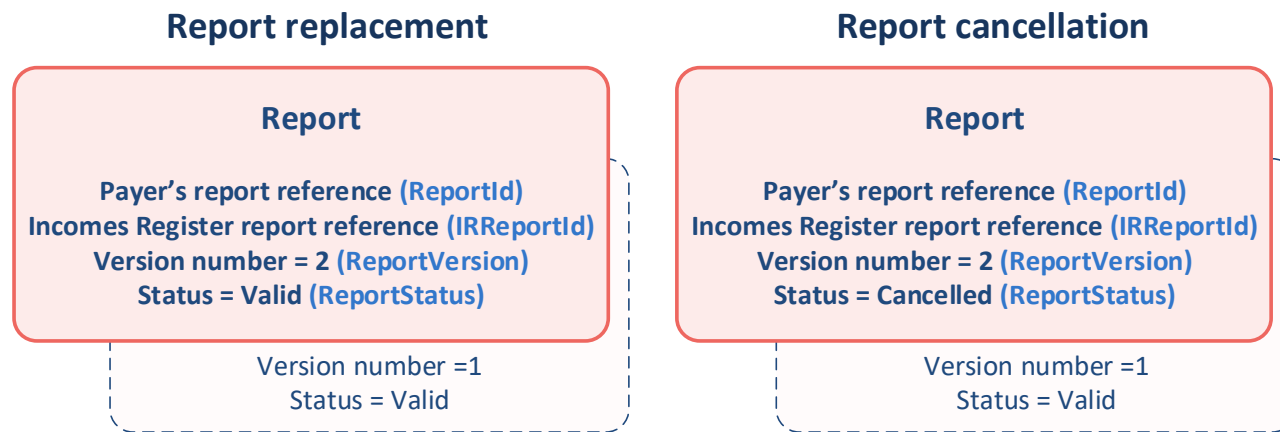 Report replacement
Report
Payer’s report reference (ReportId)
Incomes Register report reference (IRReportId)
Version number = 2 (ReportVersion)
Status = Valid (ReportStatus)
Version number =1
Status = Valid
Report cancellation
Report
Payer’s report reference (ReportId)
Incomes Register report reference (IRReportId)
Version number = 2 (ReportVersion)
Status = Cancelled (ReportStatus)
Version number =1
Status = Valid